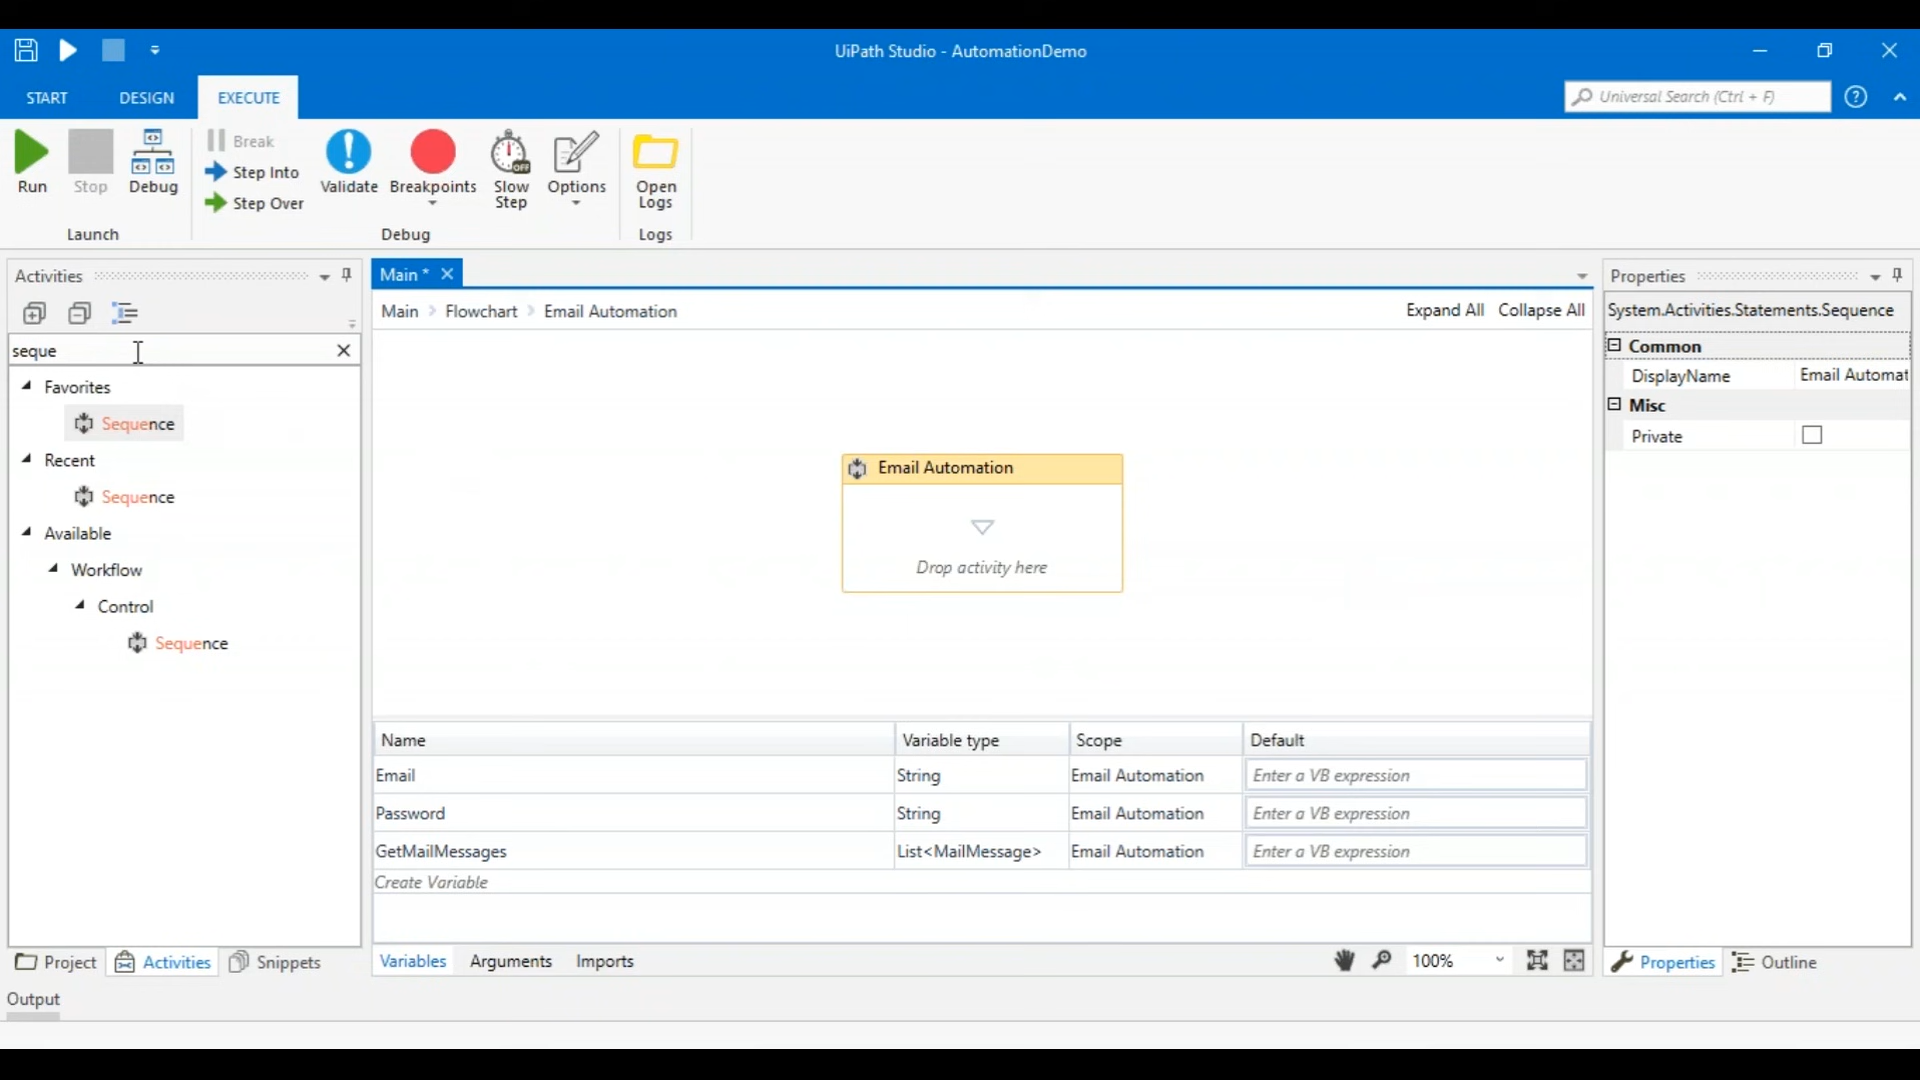 UiPath Studio - AutomationDemo
START DESIGN EXECUTE
Universal Search (Ctrl + F)
Run
Stop
Debug
Launch
Break
Step Into
Step Over
Validate
Breakpoints
Slow
Step
Options
Debug
Open
Logs
Logs
Activities
seque
Favorites
Sequence
Recent
Sequence
Available
Workflow
Control
Sequence
Project Activities Snippets
Main *
Main Flowchart Email Automation
Expand All Collapse All
Email Automation
Drop activity here
Name Variable type Scope Default
Email String Email Automation Enter a VB expression
Password String Email Automation Enter a VB expression
GetMailMessages List<MailMessage> Email Automation Enter a VB expression
Create Variable
Variables Arguments Imports
100%
Properties
System.Activities.Statements.Sequence
Common
DisplayName Email Automat
Misc
Private
Properties Outline
Output
OFF